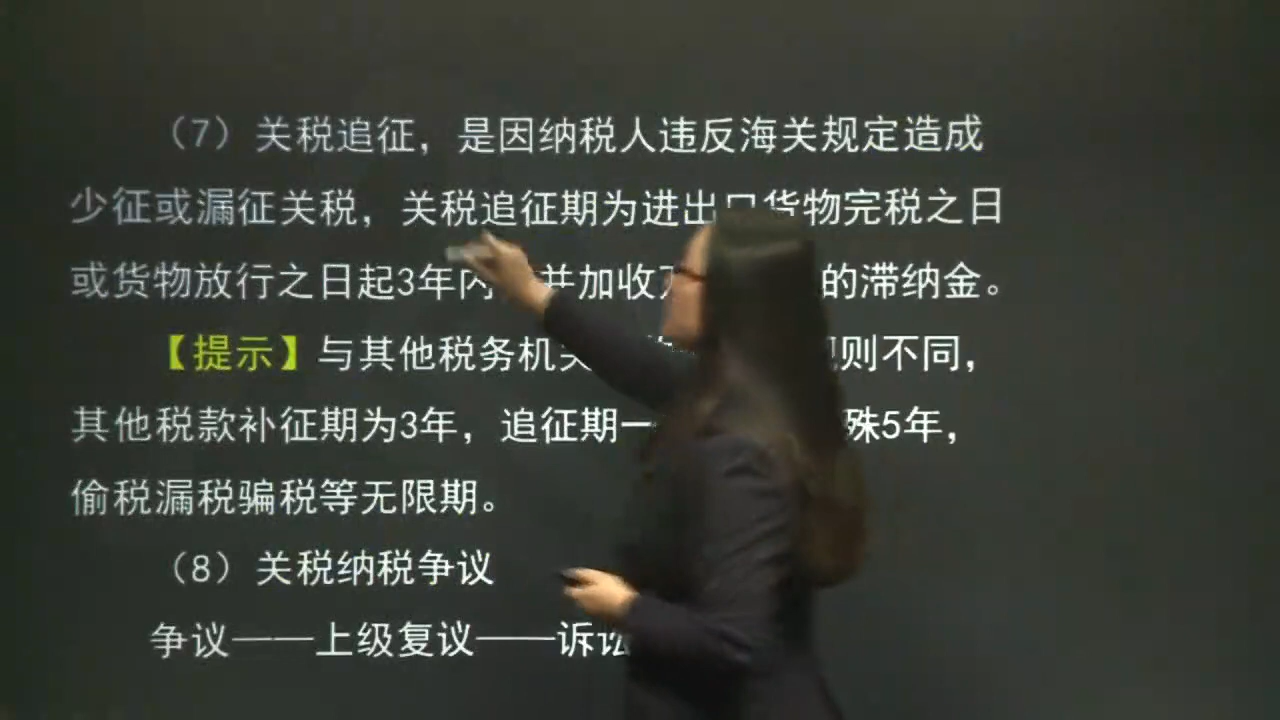 （7）关税追征，是因纳税人违反海关规定造成
少征或漏征关税，关税追征期为进出口货物完税之日
或货物放行之日起3年内 并加收 的滞纳金。
【提示】与其他税务机关 则不同，
其他税款补征期为3年，追征期一 殊5年，
偷税漏税骗税等无限期。
（8）关税纳税争议
争议——上级复议——诉讼